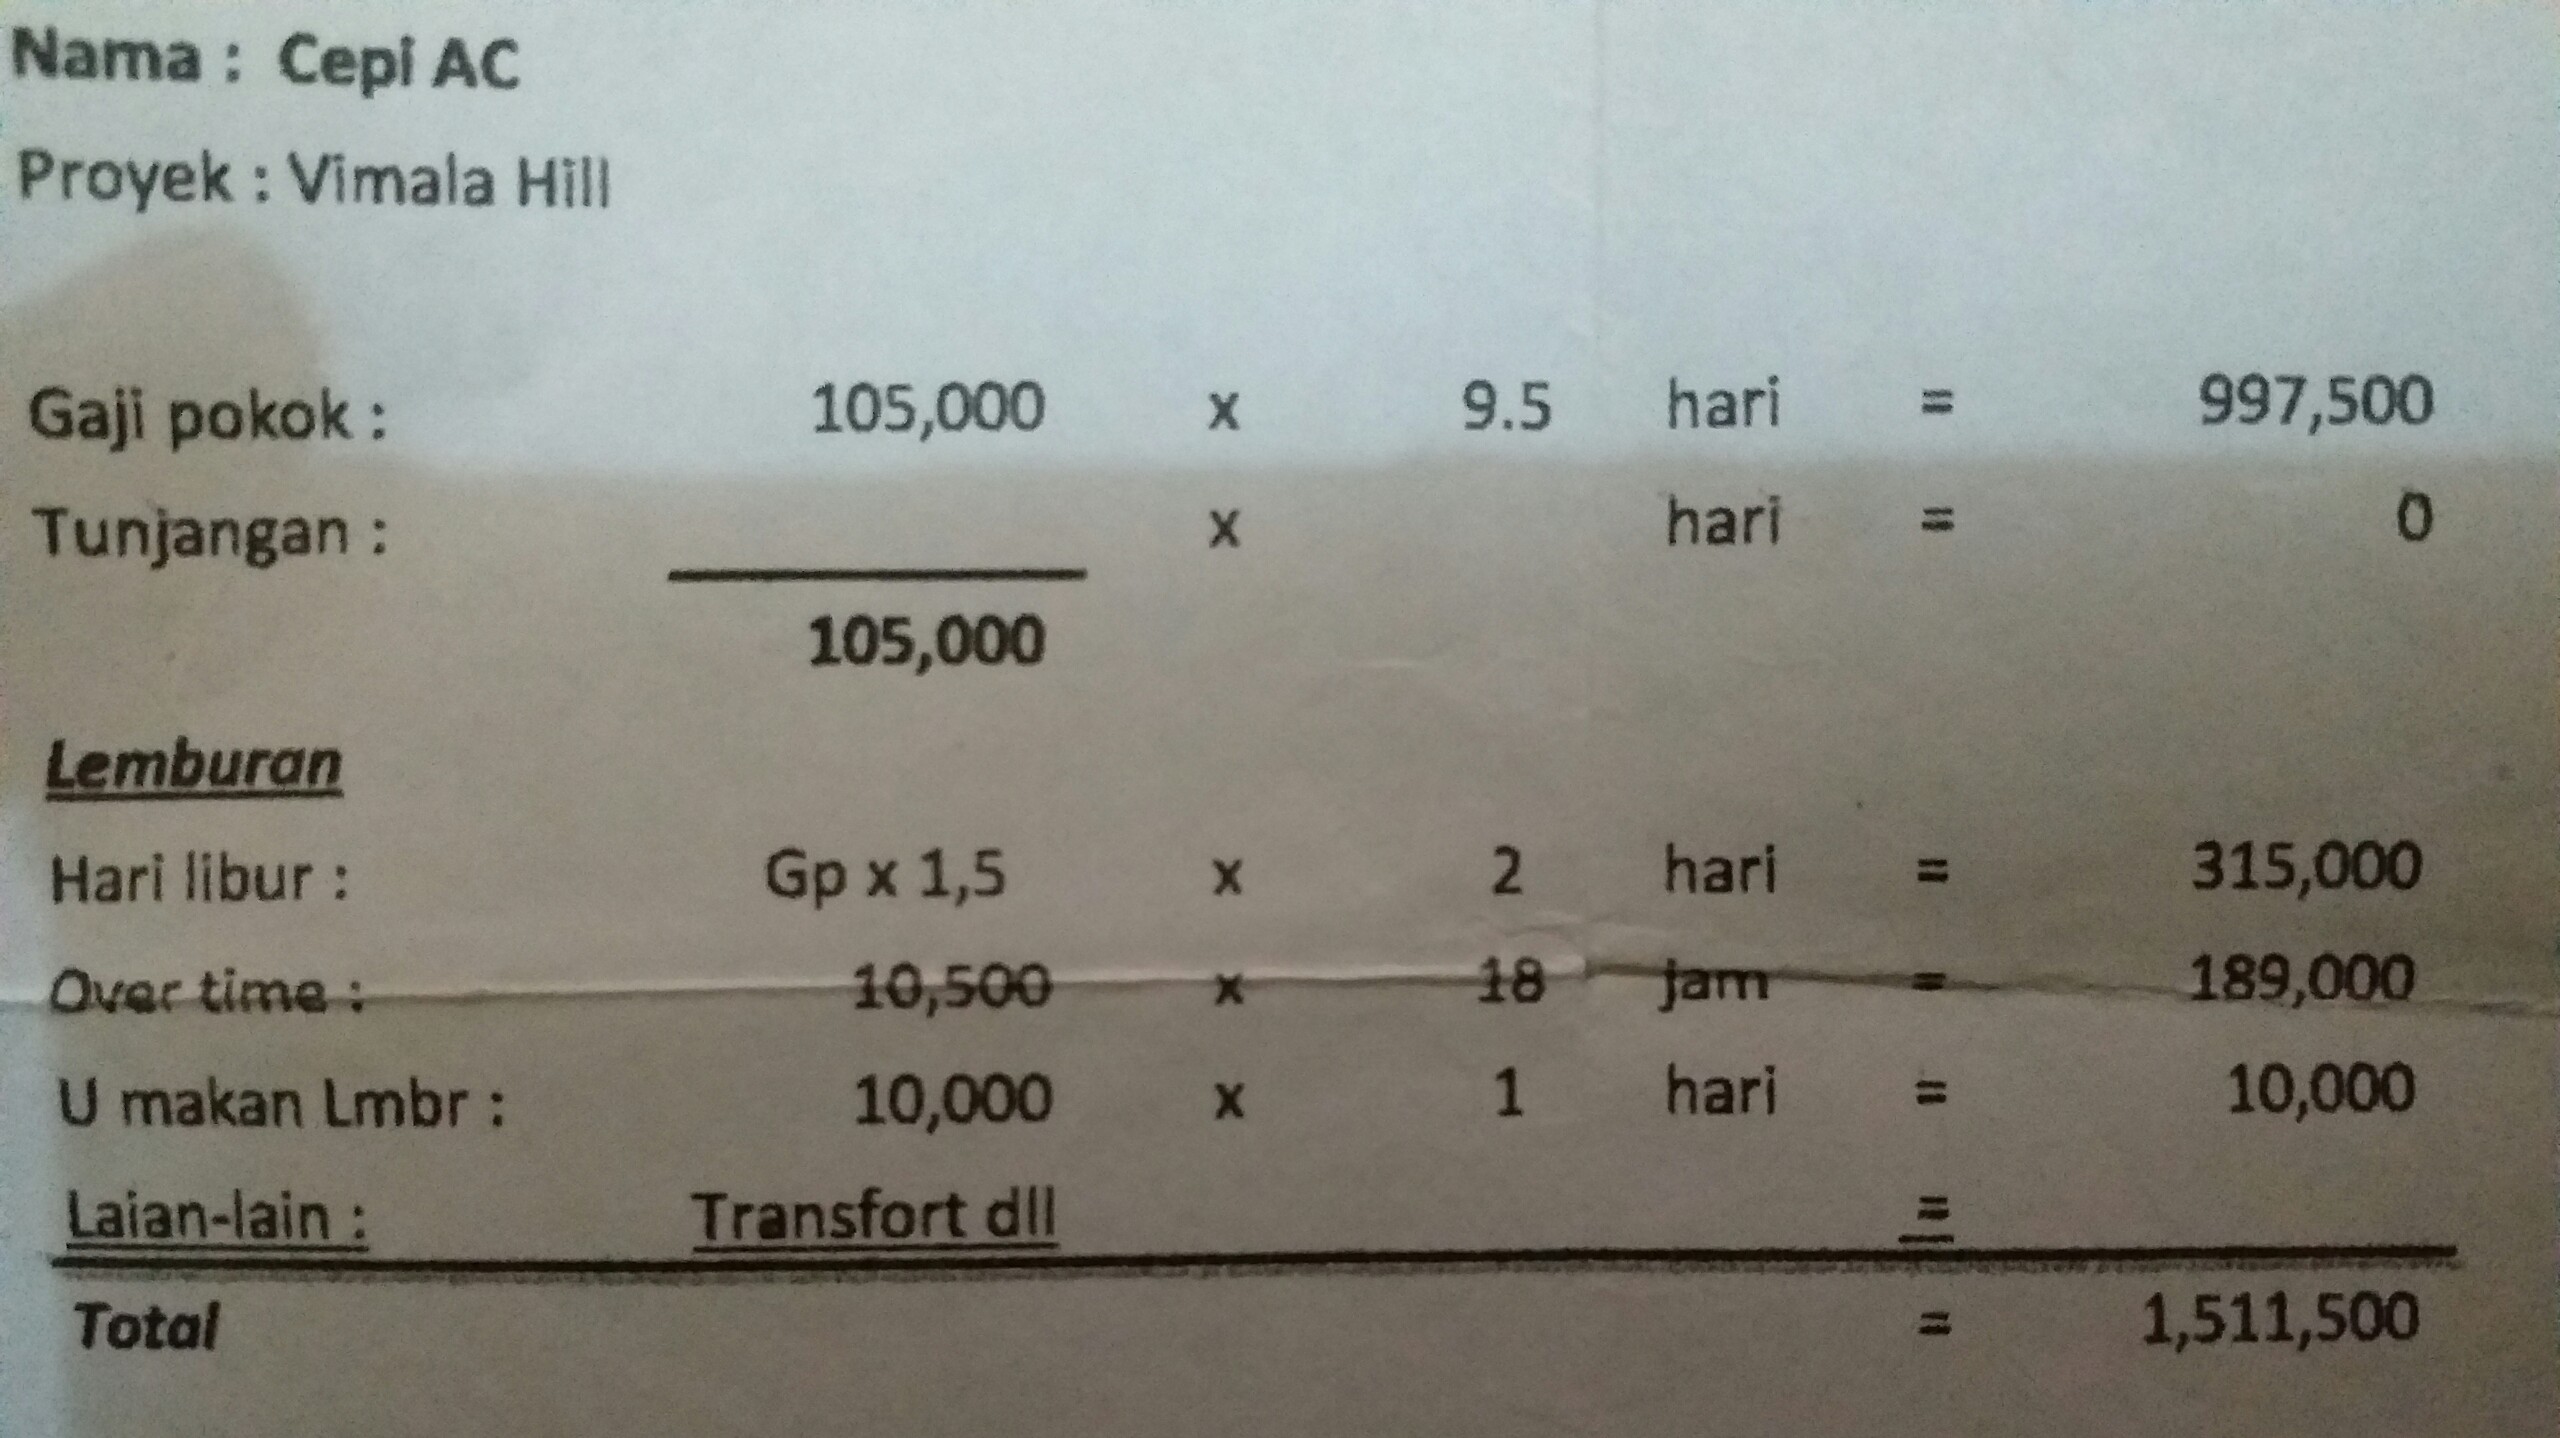 Nama : Cepi AC
Proyek : Vimala Hill
Gaji pokok : 105,000 x 9.5 hari = 997,500
Tunjangan : x hari = 0
105,000
Lemburan
Hari libur : Gp x 1,5 x 2 hari = 315,000
Over time : 10,500 x 18 jam = 189,000
U makan Lmbr : 10,000 x 1 hari = 10,000
Laian-lain : Transfort dll =
Total = 1,511,500